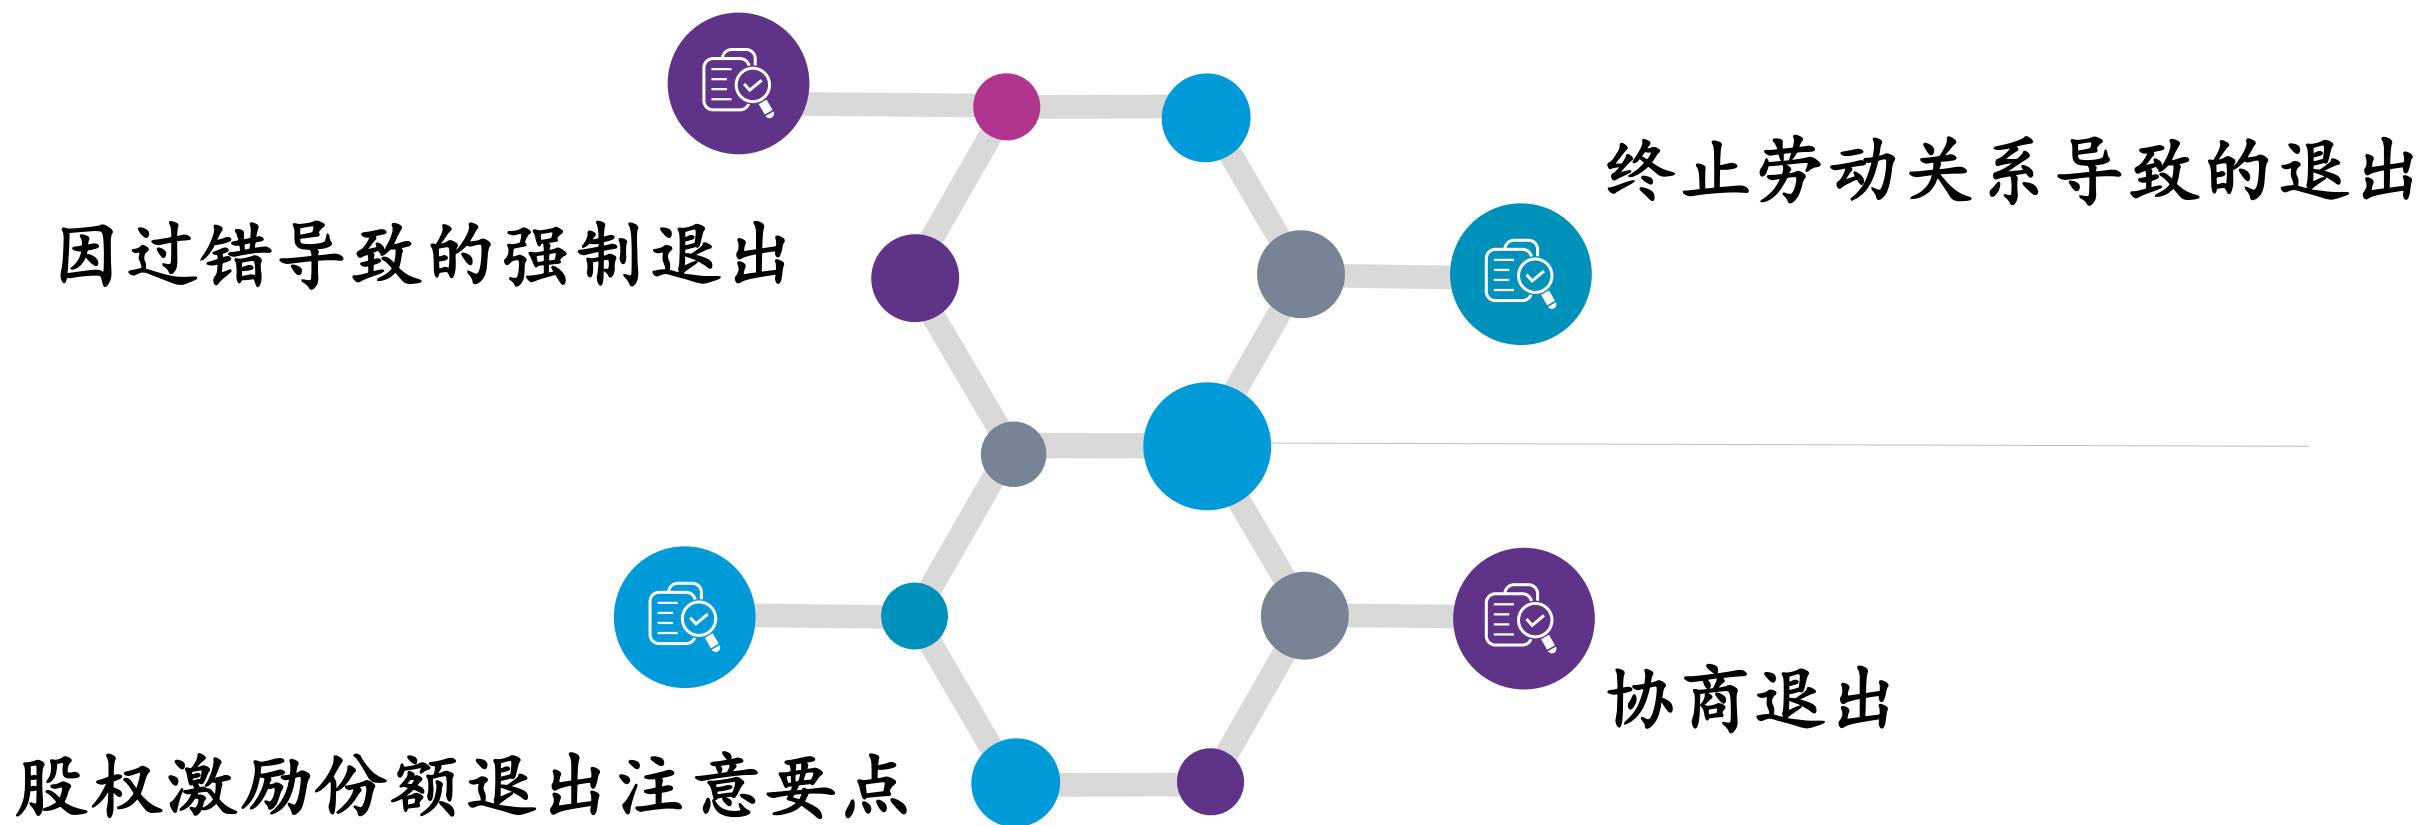 因过错导致的强制退出
终止劳动关系导致的退出
股权激励份额退出注意要点
协商退出